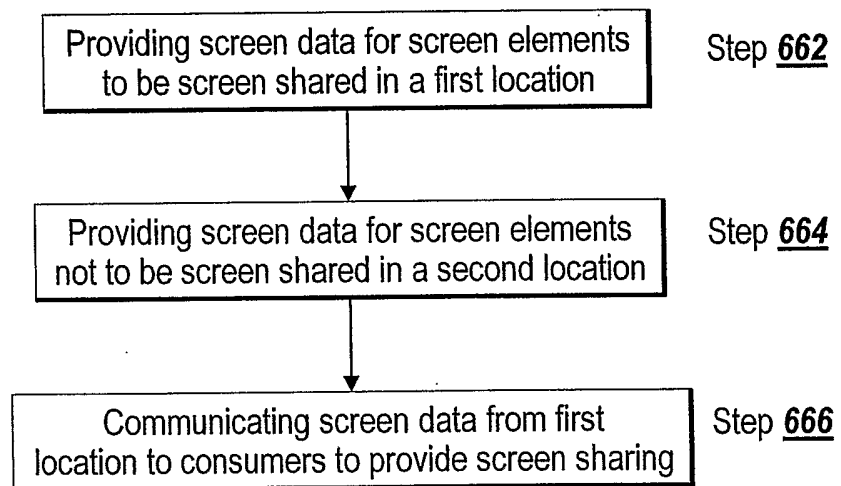 Providing screen data for screen elements
to be screen shared in a first location
Step 662
Providing screen data for screen elements
not to be screen shared in a second location
Step 664
Communicating screen data from first
location to consumers to provide screen sharing
Step 666